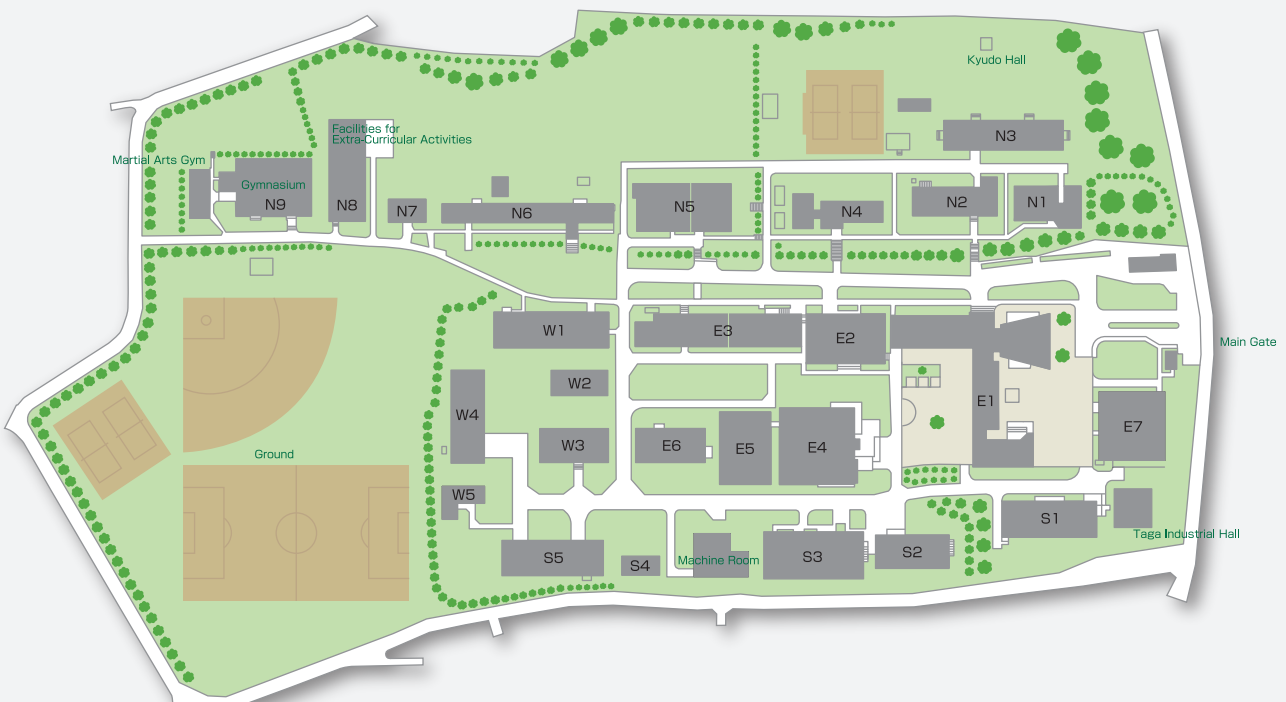 Kyudo Hall
Facilities for
Extra-Curricular Activities
N3
Martial Arts Gym
Gymnasium
N9
N8
N7
N6
N5
N4
N2
N1
W1
E3
E2
Main Gate
W2
W4
E1
W3
E6
E5
E4
E7
Ground
W5
S1
Taga Industrial Hall
S5
S4
Machine Room
S3
S2